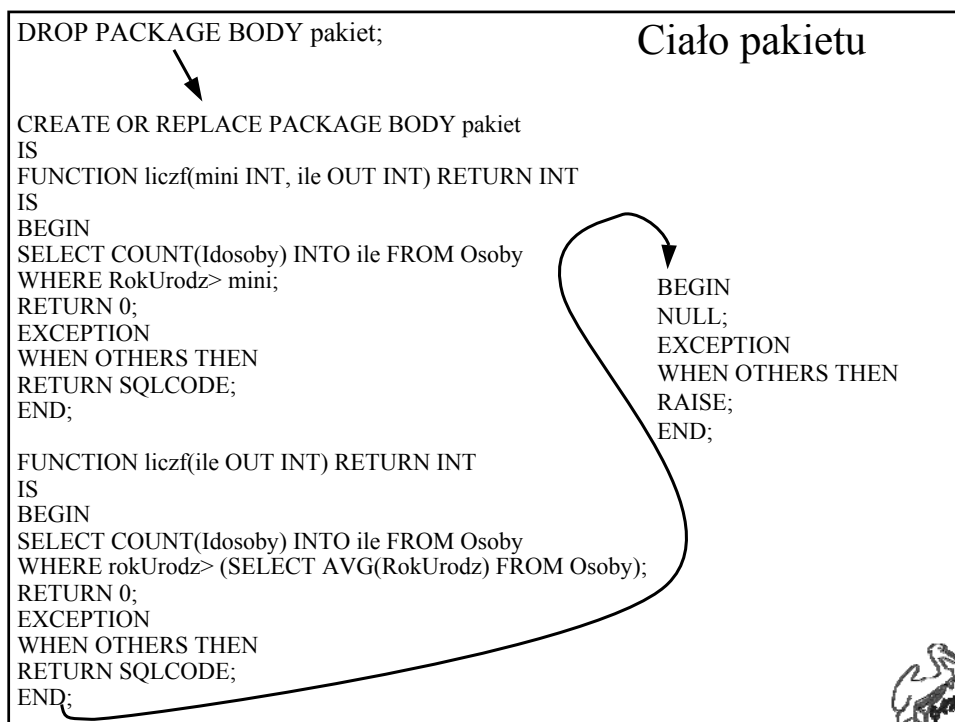 DROP PACKAGE BODY pakiet;
Ciało pakietu
CREATE OR REPLACE PACKAGE BODY pakiet
IS
FUNCTION liczf(mini INT, ile OUT INT) RETURN INT
IS
BEGIN
SELECT COUNT(Idosoby) INTO ile FROM Osoby
WHERE RokUrodz> mini;
RETURN 0;
EXCEPTION
WHEN OTHERS THEN
RETURN SQLCODE;
END;
FUNCTION liczf(ile OUT INT) RETURN INT
IS
BEGIN
SELECT COUNT(Idosoby) INTO ile FROM Osoby
WHERE rokUrodz> (SELECT AVG(RokUrodz) FROM Osoby);
RETURN 0;
EXCEPTION
WHEN OTHERS THEN
RETURN SQLCODE;
END;
BEGIN
NULL;
EXCEPTION
WHEN OTHERS THEN
RAISE;
END;